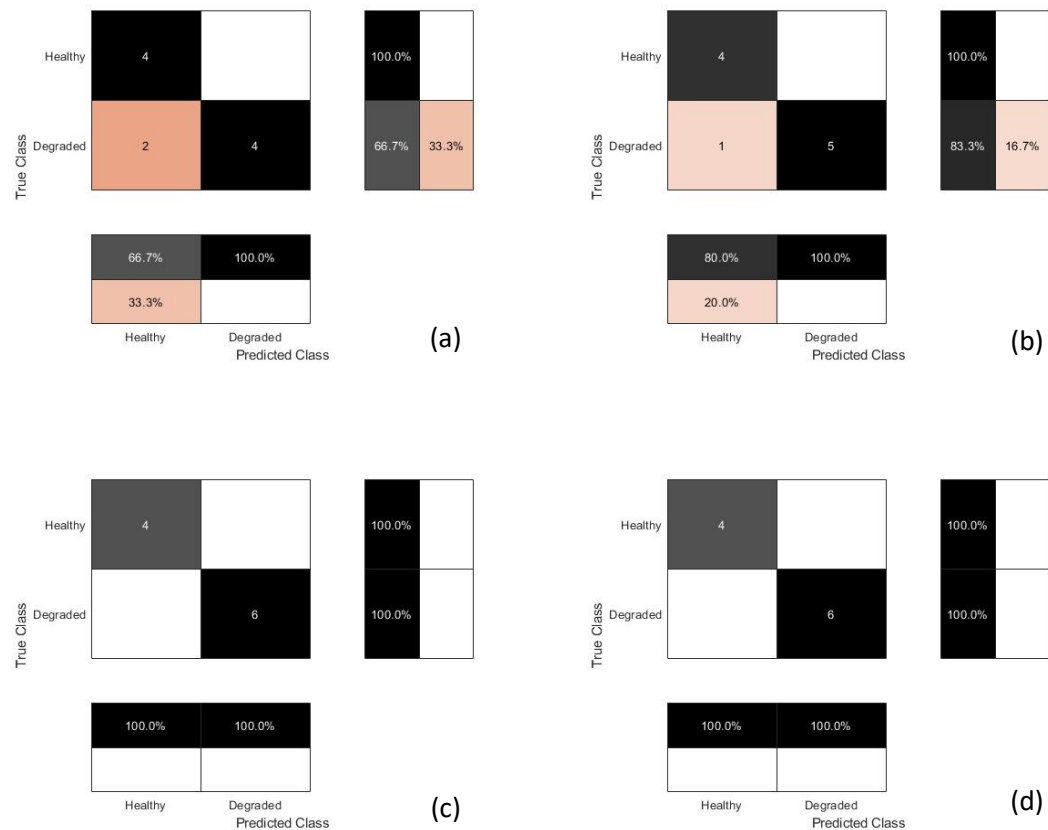 Healthy
4
100.0%
Degraded
2
4
66.7%
33.3%
True Class
66.7%
100.0%
33.3%
Healthy
Degraded
Predicted Class
(a)
Healthy
4
100.0%
Degraded
1
5
83.3%
16.7%
True Class
80.0%
100.0%
20.0%
Healthy
Degraded
Predicted Class
(b)
Healthy
4
100.0%
Degraded
6
100.0%
True Class
100.0%
100.0%
Healthy
Degraded
Predicted Class
(c)
Healthy
4
100.0%
Degraded
6
100.0%
True Class
100.0%
100.0%
Healthy
Degraded
Predicted Class
(d)